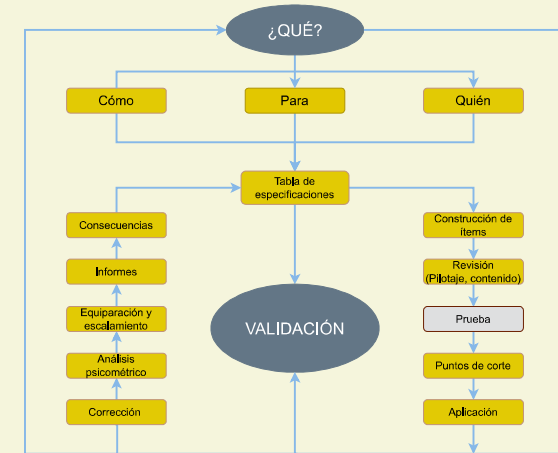 ¿QUÉ?
Cómo
Para
Quién
Tabla de
especificaciones
Consecuencias
Construcción de
ítems
Informes
Revisión
(Pilotaje, contenido)
Equiparación y
escalamiento
VALIDACIÓN
Prueba
Análisis
psicométrico
Puntos de corte
Corrección
Aplicación